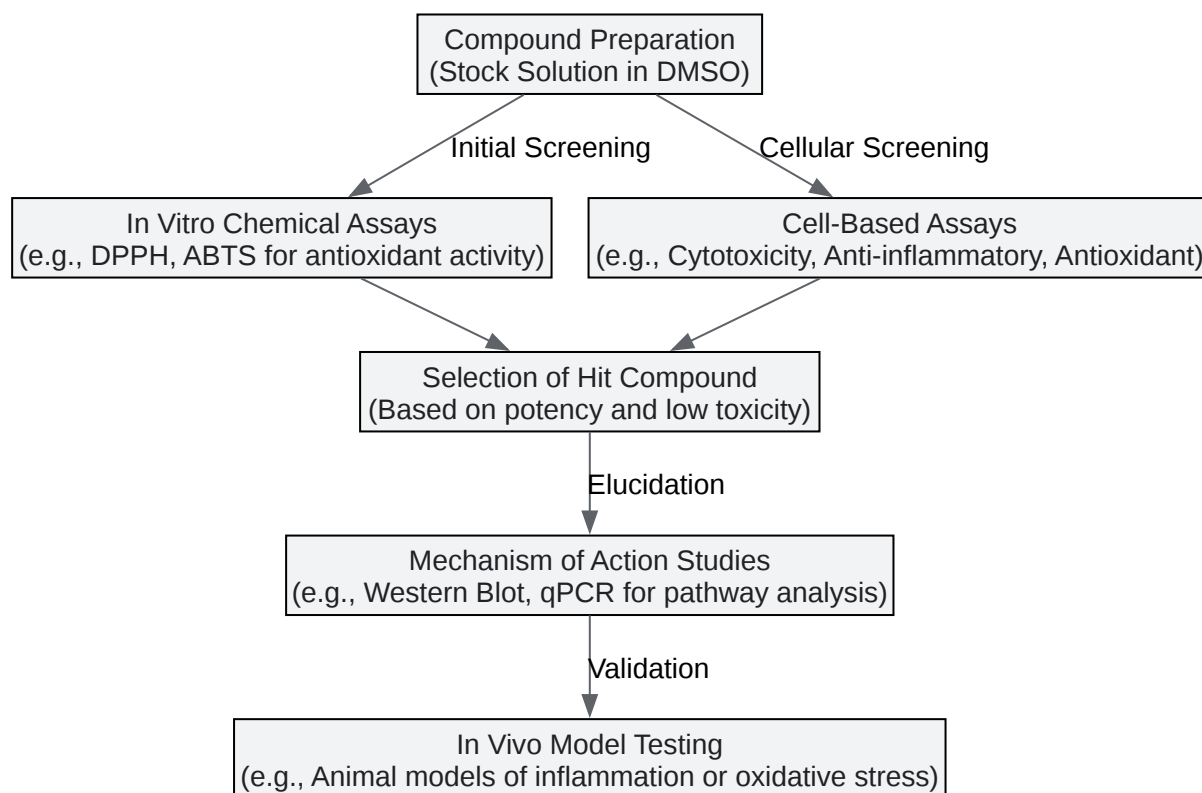 Compound Preparation
(Stock Solution in DMSO)
Initial Screening
Cellular Screening
In Vitro Chemical Assays
(e.g., DPPH, ABTS for antioxidant activity)
Cell-Based Assays
(e.g., Cytotoxicity, Anti-inflammatory, Antioxidant)
Selection of Hit Compound
(Based on potency and low toxicity)
Elucidation
Mechanism of Action Studies
(e.g., Western Blot, qPCR for pathway analysis)
Validation
In Vivo Model Testing
(e.g., Animal models of inflammation or oxidative stress)